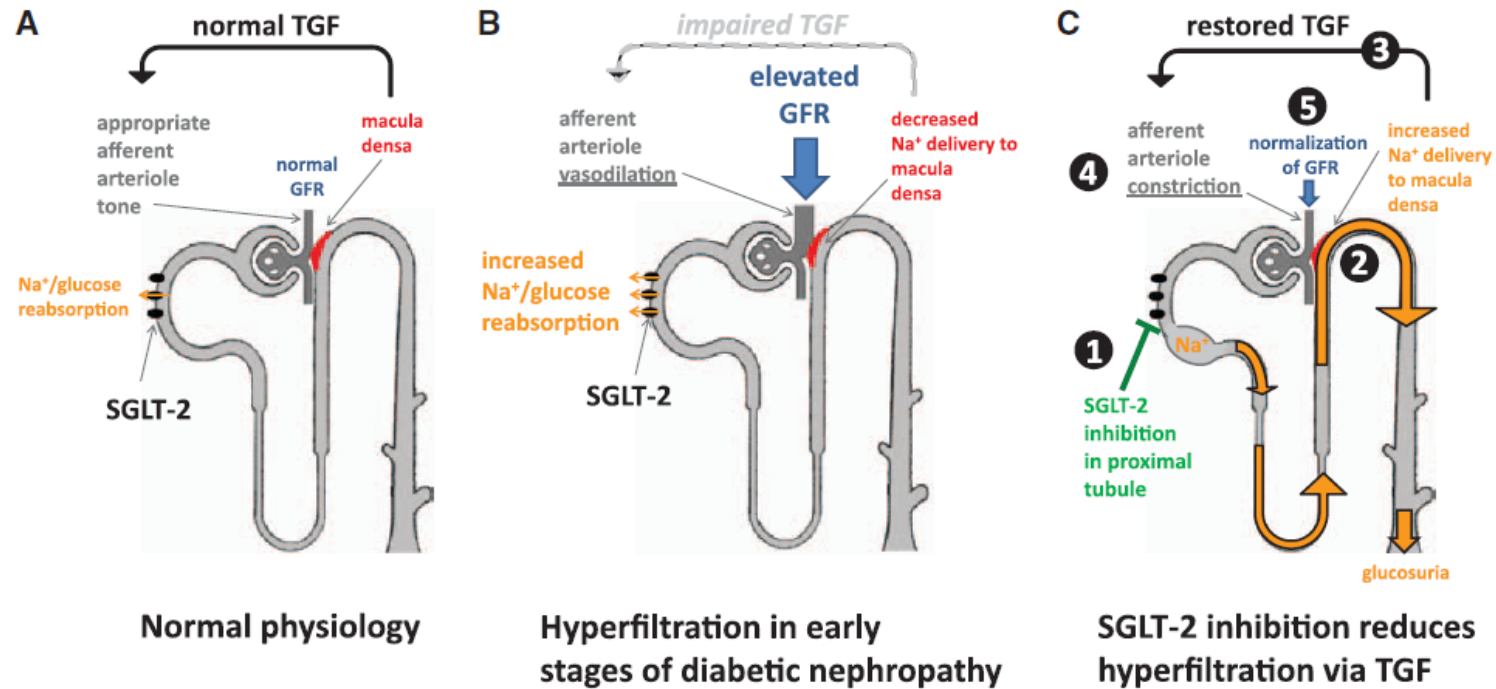 A
normal TGF
appropriate
afferent
arteriole
tone
normal
GFR
macula
densa
Na⁺/glucose
reabsorption
SGLT-2
Normal physiology
B
impaired TGF
elevated
GFR
afferent
arteriole
vasodilation
decreased
Na⁺ delivery to
macula
densa
increased
Na⁺/glucose
reabsorption
SGLT-2
Hyperfiltration in early
stages of diabetic nephropathy
C
restored TGF
3
5
afferent
arteriole
constriction
4
normalization
of GFR
increased
Na⁺ delivery
to macula
densa
2
1
Na⁺
SGLT-2
inhibition
in proximal
tubule
glucosuria
SGLT-2 inhibition reduces
hyperfiltration via TGF